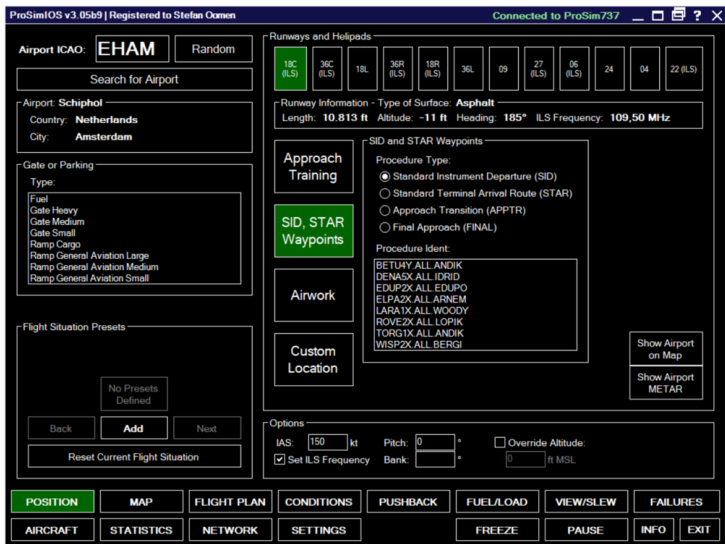 ProSimIOS v3.05b9 | Registered to Stefan Oomen
Connected to ProSim737
Airport ICAO: EHAM Random
Search for Airport
Airport: Schiphol
Country: Netherlands
City: Amsterdam
Gate or Parking
Type:
Fuel
Gate Heavy
Gate Medium
Gate Small
Ramp Cargo
Ramp General Aviation Large
Ramp General Aviation Medium
Ramp General Aviation Small
Flight Situation Presets
No Presets
Defined
Back Add Next
Reset Current Flight Situation
Runways and Helipads
18C (ILS)
36C (ILS)
18L
36R (ILS)
18R (ILS)
36L
09
27 (ILS)
06 (ILS)
24
04
22 (ILS)
Runway Information - Type of Surface: Asphalt
Length: 10.813 ft Altitude: -11 ft Heading: 185° ILS Frequency: 109,50 MHz
Approach
Training
SID, STAR
Waypoints
Airwork
Custom
Location
SID and STAR Waypoints
Procedure Type:
Standard Instrument Departure (SID)
Standard Terminal Arrival Route (STAR)
Approach Transition (APPTR)
Final Approach (FINAL)
Procedure Ident:
BETU4Y.ALL.ANDIK
DENA5X.ALL.IDRID
EDUP2X.ALL.EDUPO
ELPA2X.ALL.ARNEM
LARA1X.ALL.WOODY
ROVE2X.ALL.LOPIK
TORG1X.ALL.ANDIK
WISP2X.ALL.BERGI
Show Airport
on Map
Show Airport
METAR
Options
IAS: 150 kt Pitch: 0 ° Override Altitude:
Set ILS Frequency Bank: ° 0 ft MSL
POSITION MAP FLIGHT PLAN CONDITIONS PUSHBACK FUEL/LOAD VIEW/SLEW FAILURES
AIRCRAFT STATISTICS NETWORK SETTINGS FREEZE PAUSE INFO EXIT